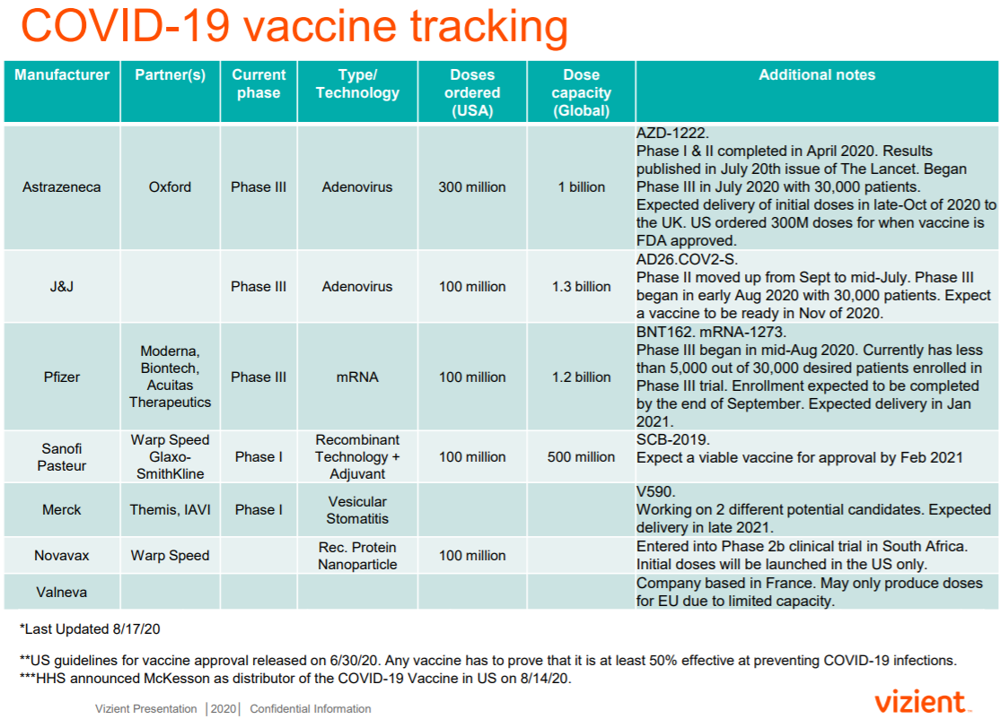 COVID-19 vaccine tracking
Manufacturer
Partner(s)
Current
phase
Type/
Technology
Doses
ordered
(USA)
Dose
capacity
(Global)
Additional notes
Astrazeneca
Oxford
Phase III
Adenovirus
300 million
1 billion
AZD-1222.
Phase I & II completed in April 2020. Results
published in July 20th issue of The Lancet. Began
Phase III in July 2020 with 30,000 patients.
Expected delivery of initial doses in late-Oct of 2020 to
the UK. US ordered 300M doses for when vaccine is
FDA approved.
J&J
Phase III
Adenovirus
100 million
1.3 billion
AD26.COV2-S.
Phase II moved up from Sept to mid-July. Phase III
began in early Aug 2020 with 30,000 patients. Expect
a vaccine to be ready in Nov of 2020.
Pfizer
Moderna,
Biontech,
Acuitas
Therapeutics
Phase III
mRNA
100 million
1.2 billion
BNT162. mRNA-1273.
Phase III began in mid-Aug 2020. Currently has less
than 5,000 out of 30,000 desired patients enrolled in
Phase III trial. Enrollment expected to be completed
by the end of September. Expected delivery in Jan
2021.
Sanofi
Pasteur
Warp Speed
Glaxo-
SmithKline
Phase I
Recombinant
Technology +
Adjuvant
100 million
500 million
SCB-2019.
Expect a viable vaccine for approval by Feb 2021
Merck
Themis, IAVI
Phase I
Vesicular
Stomatitis
V590.
Working on 2 different potential candidates. Expected
delivery in late 2021.
Novavax
Warp Speed
Rec. Protein
Nanoparticle
100 million
Entered into Phase 2b clinical trial in South Africa.
Initial doses will be launched in the US only.
Valneva
Company based in France. May only produce doses
for EU due to limited capacity.
*Last Updated 8/17/20
**US guidelines for vaccine approval released on 6/30/20. Any vaccine has to prove that it is at least 50% effective at preventing COVID-19 infections.
***HHS announced McKesson as distributor of the COVID-19 Vaccine in US on 8/14/20.
Vizient Presentation │2020│ Confidential Information
vizient